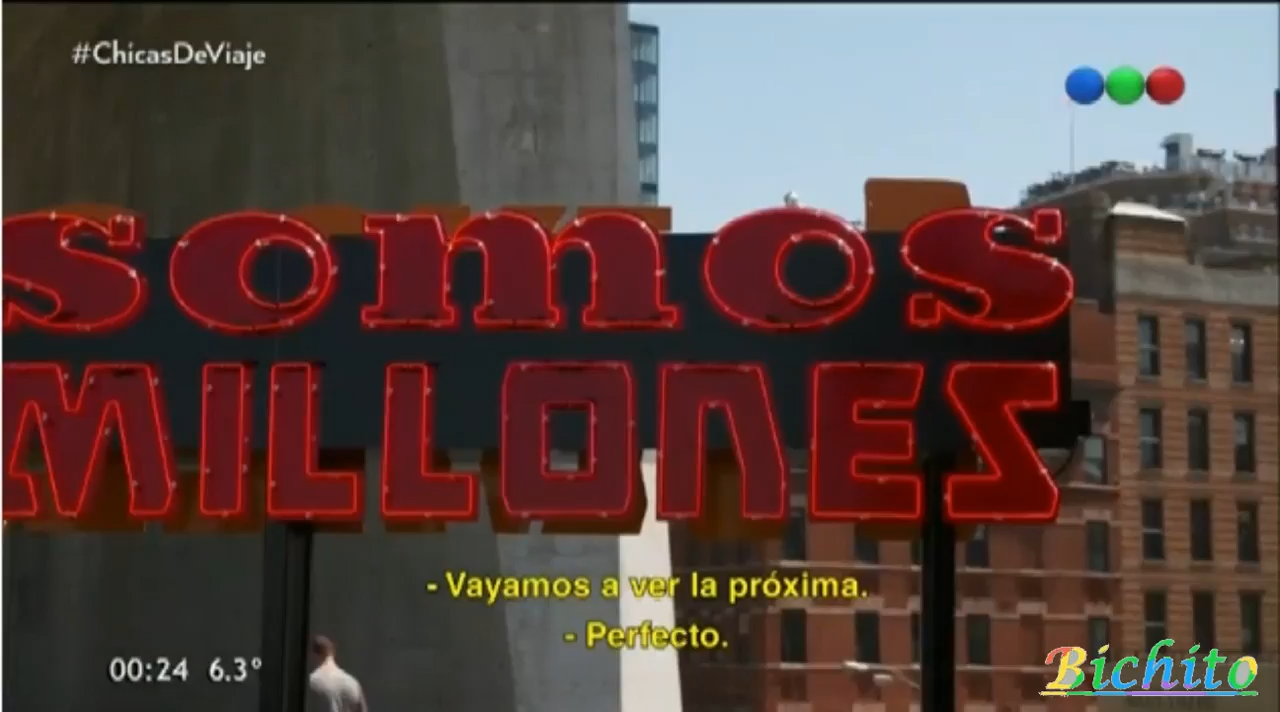 #ChicasDeViaje
somos
MILLONES
- Vayamos a ver la próxima.
- Perfecto.
00:24 6.3°
Bichito